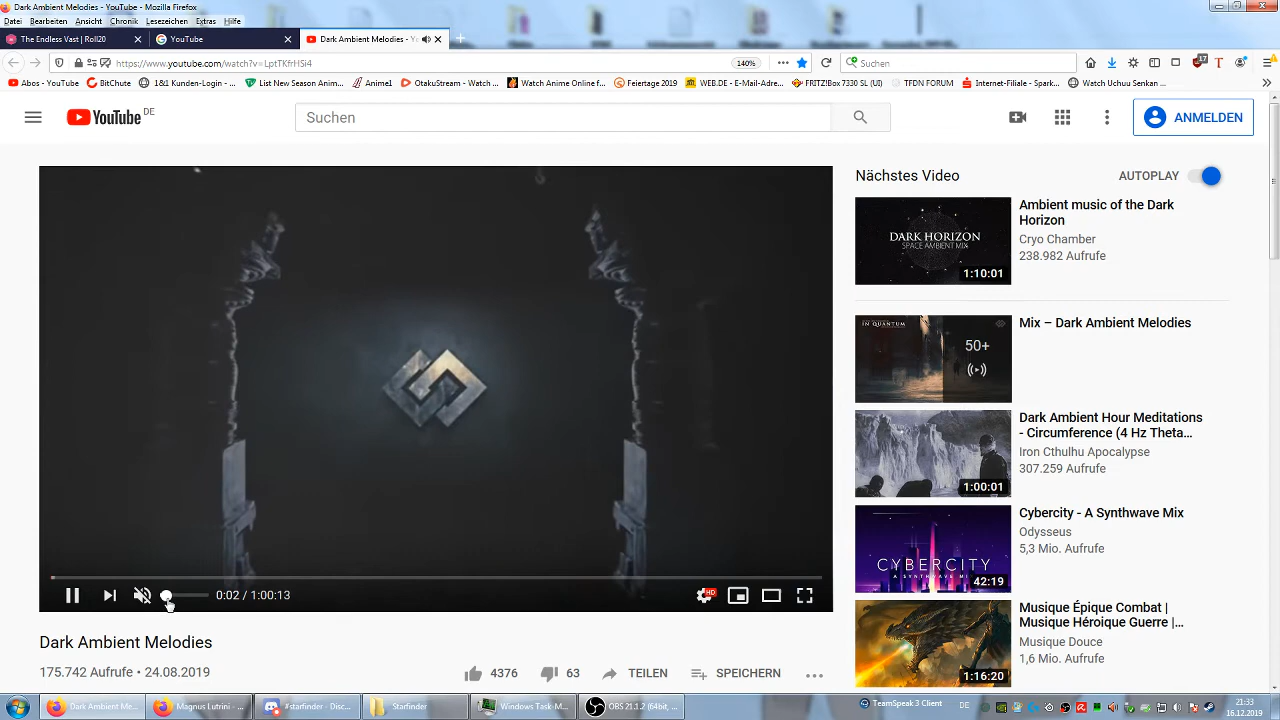 Dark Ambient Melodies - YouTube - Mozilla Firefox
Datei Bearbeiten Ansicht Chronik Lesezeichen Extras Hilfe
The Endless Vast | Roll20
YouTube
Dark Ambient Melodies - Y
https://www.youtube.com/watch?v=LptTKfrHSi4
140%
Suchen
17
Abos - YouTube
BitChute
1&1 Kunden-Login - ...
List New Season Anim...
Anime1
OtakuStream - Watch ...
Watch Anime Online f...
Feiertage 2019
WEB.DE - E-Mail-Adre...
FRITZ!Box 7330 SL (UI)
TFDN FORUM
Internet-Filiale - Spark...
Watch Uchuu Senkan ...
YouTube DE
Suchen
ANMELDEN
Nächstes Video
AUTOPLAY
DARK HORIZON
SPACE AMBIENT MIX
1:10:01
Ambient music of the Dark
Horizon
Cryo Chamber
238.982 Aufrufe
IN QUANTUM
50+
Mix – Dark Ambient Melodies
1:00:01
Dark Ambient Hour Meditations
- Circumference (4 Hz Theta...
Iron Cthulhu Apocalypse
307.259 Aufrufe
CYBERCITY
A SYNTHWAVE MIX
42:19
Cybercity - A Synthwave Mix
Odysseus
5,3 Mio. Aufrufe
1:16:20
Musique Épique Combat |
Musique Héroique Guerre |...
Musique Douce
1,6 Mio. Aufrufe
0:02 / 1:00:13
HD
Dark Ambient Melodies
175.742 Aufrufe • 24.08.2019
4376
63
TEILEN
SPEICHERN
Dark Ambient Me...
Magnus Lutrini - ...
#starfinder - Disc...
Starfinder
Windows Task-M...
OBS 21.1.2 (64bit, ...
TeamSpeak 3 Client
DE
21:33
16.12.2019